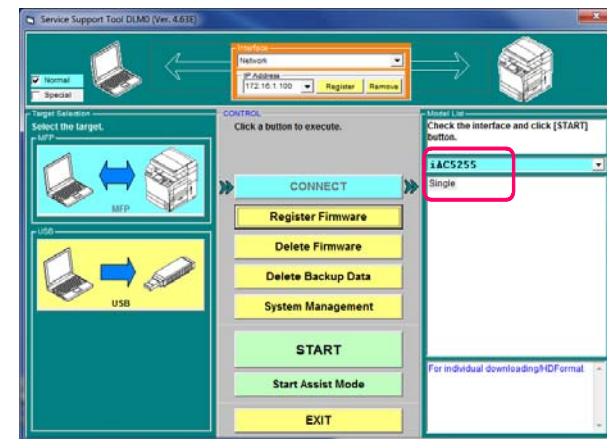 Service Support Tool DLM0 (Ver. 4.63E)
Normal
Special
Interface
Network
IP Address
172.16.1.100
Register
Remove
Target Selection
Select the target.
MFP
MFP
USB
USB
CONTROL
Click a button to execute.
CONNECT
Register Firmware
Delete Firmware
Delete Backup Data
System Management
START
Start Assist Mode
EXIT
Model List
Check the interface and click [START]
button.
iAC5255
Single
For individual downloading/HDFormat